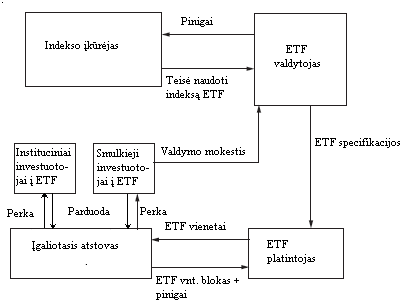 Pinigai
Indekso įkūrėjas
ETF
valdytojas
Teisė naudoti
indeksą ETF
ETF specifikacijos
Instituciniai
investuoto-
jai į ETF
Smulkieji
investuoto-
jai į ETF
Valdymo mokestis
Perka
Parduoda
Perka
Įgaliotasis atstovas
ETF vienetai
ETF
platintojas
ETF vnt. blokas +
pinigai